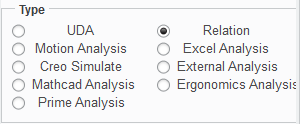 Type
UDA Relation
Motion Analysis Excel Analysis
Creo Simulate External Analysis
Mathcad Analysis Ergonomics Analysis
Prime Analysis